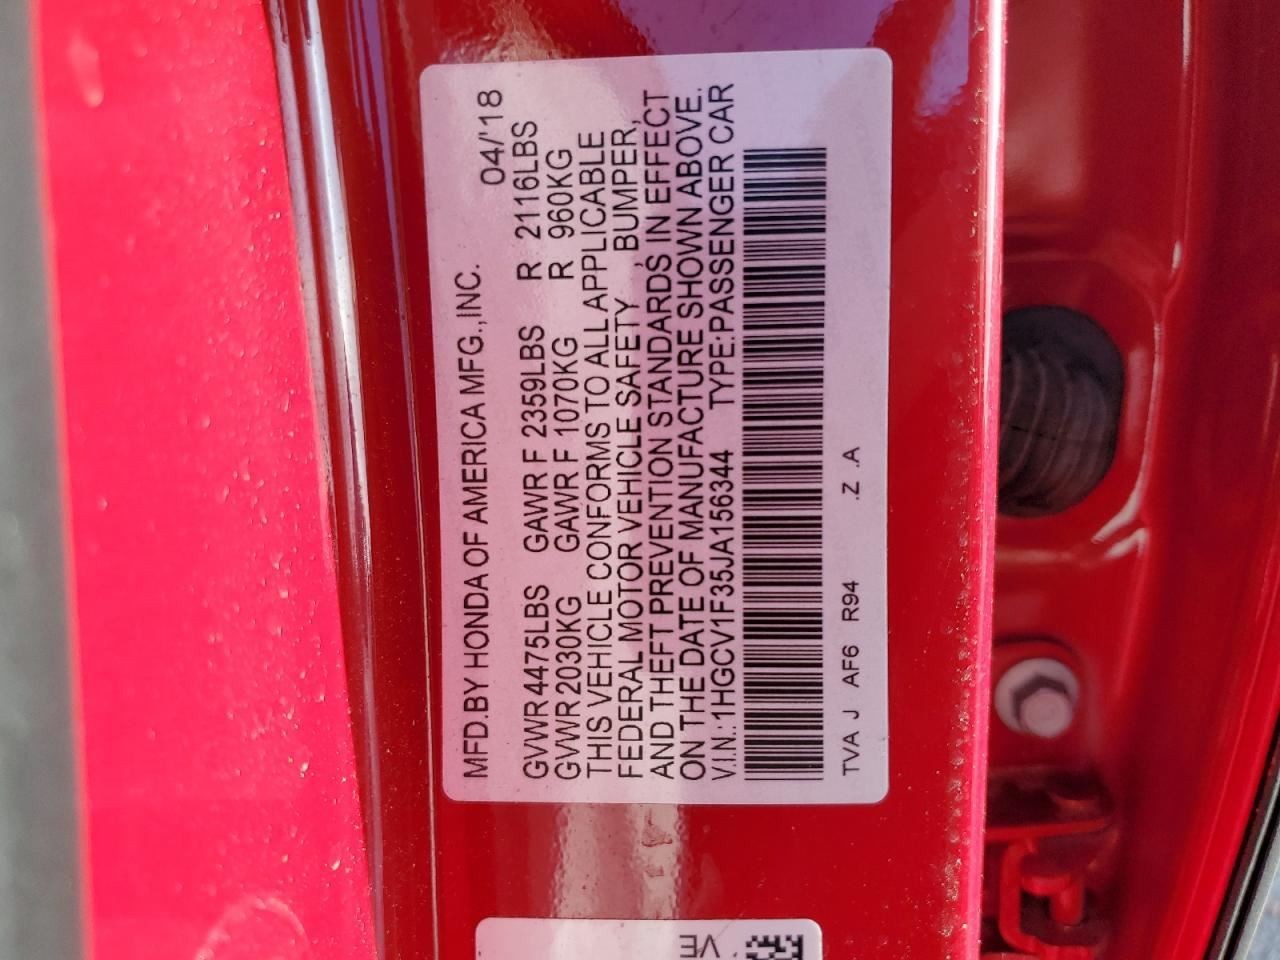 MFD.BY HONDA OF AMERICA MFG.,INC. 04/'18
GVWR 4475LBS GAWR F 2359LBS R 2116LBS
GVWR 2030KG GAWR F 1070KG R 960KG
THIS VEHICLE CONFORMS TO ALL APPLICABLE
FEDERAL MOTOR VEHICLE SAFETY, BUMPER,
AND THEFT PREVENTION STANDARDS IN EFFECT
ON THE DATE OF MANUFACTURE SHOWN ABOVE.
V.I.N.:1HGCV1F35JA156344 TYPE:PASSENGER CAR
TVA J AF6 R94 .Z .A
VE